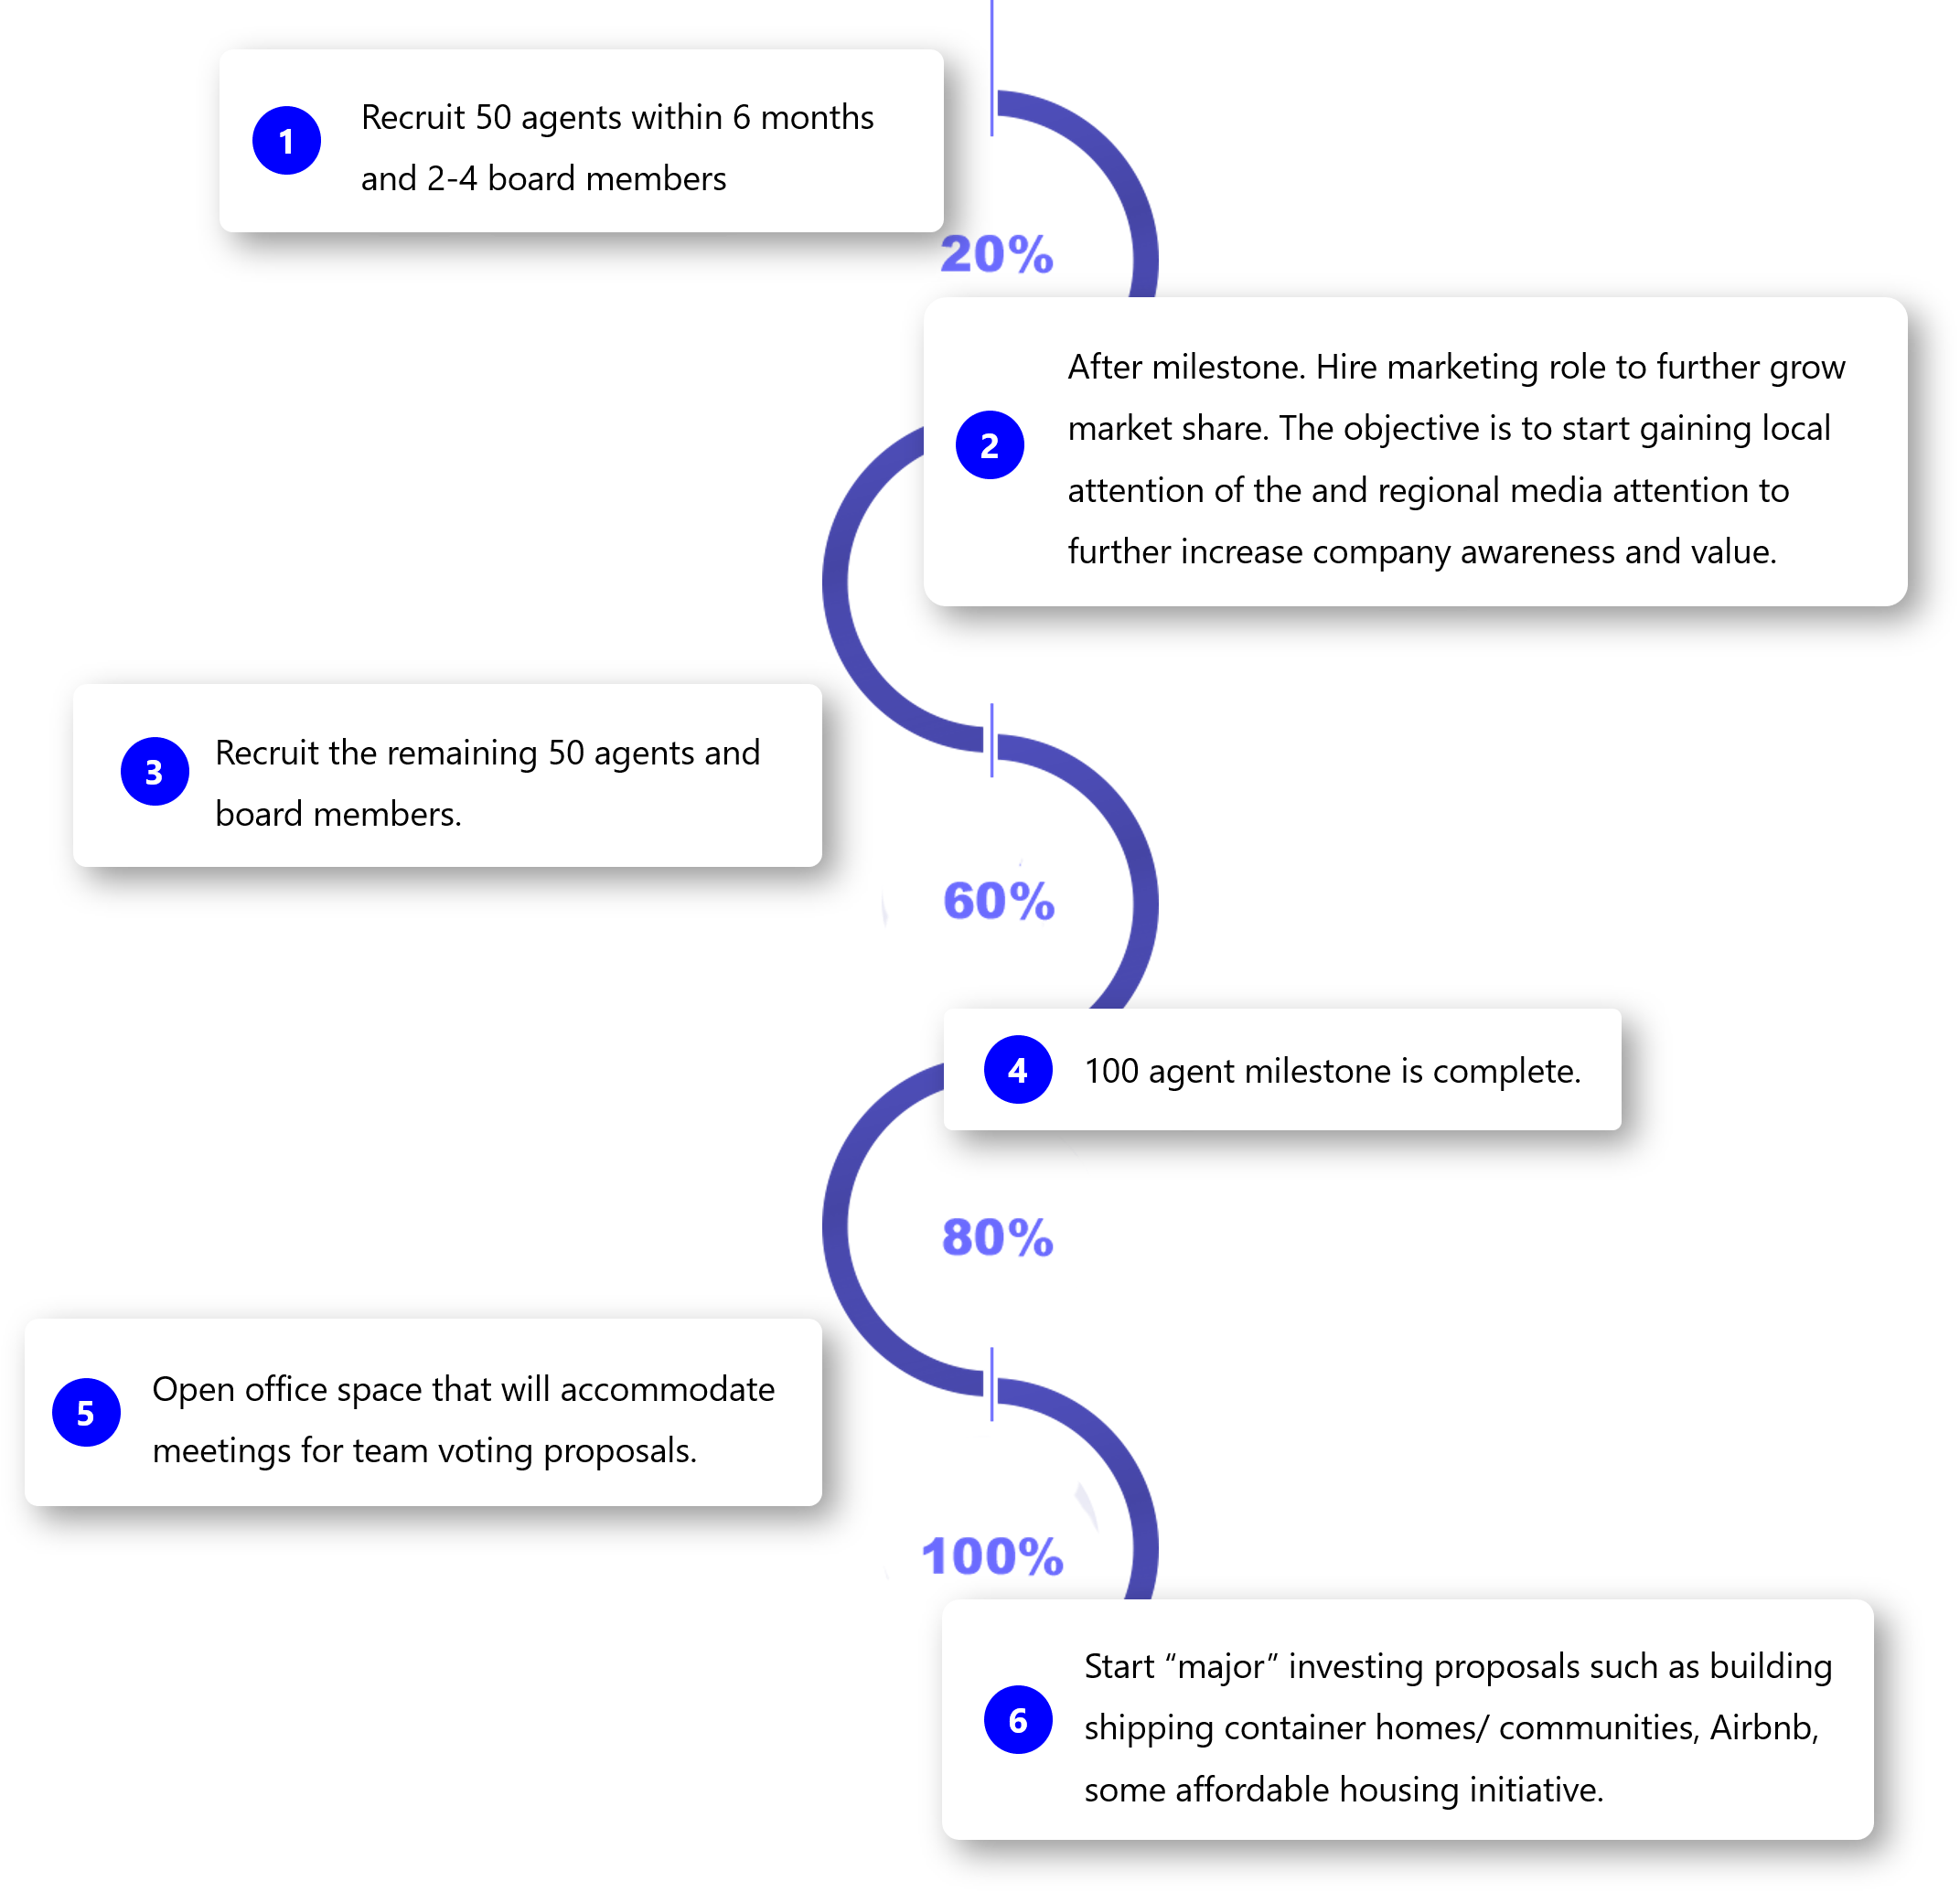 1
Recruit 50 agents within 6 months
and 2-4 board members
20%
2
After milestone. Hire marketing role to further grow
market share. The objective is to start gaining local
attention of the and regional media attention to
further increase company awareness and value.
3
Recruit the remaining 50 agents and
board members.
60%
4
100 agent milestone is complete.
80%
5
Open office space that will accommodate
meetings for team voting proposals.
100%
6
Start “major” investing proposals such as building
shipping container homes/ communities, Airbnb,
some affordable housing initiative.